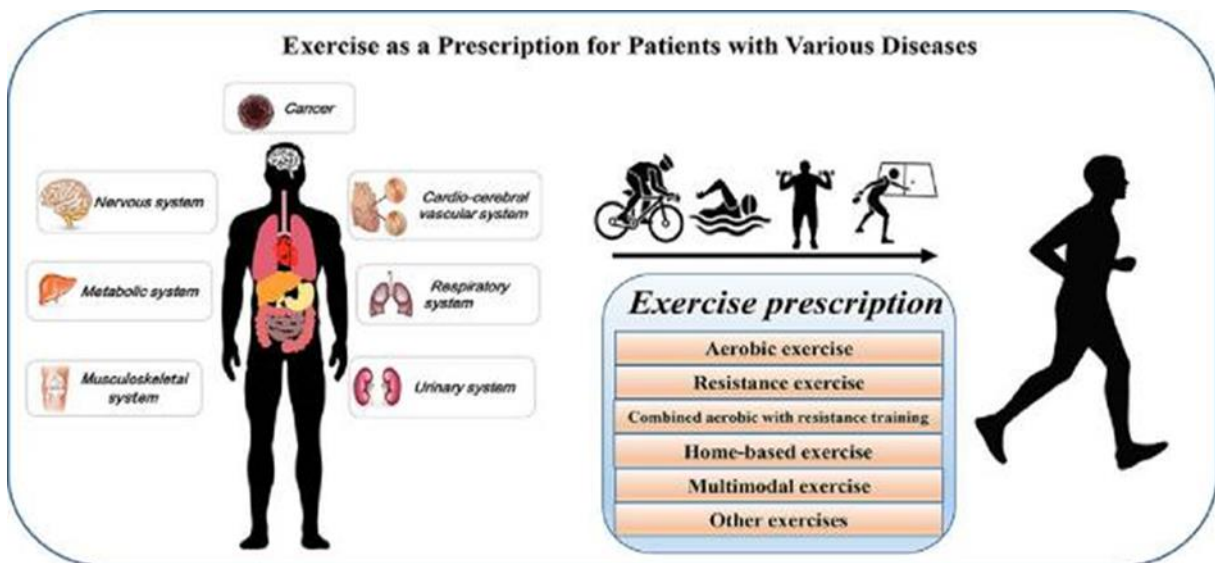 Exercise as a Prescription for Patients with Various Diseases
Cancer
Nervous system
Cardio-cerebral
vascular system
Metabolic system
Respiratory
system
Musculoskeletal
system
Urinary system
Exercise prescription
Aerobic exercise
Resistance exercise
Combined aerobic with resistance training
Home-based exercise
Multimodal exercise
Other exercises